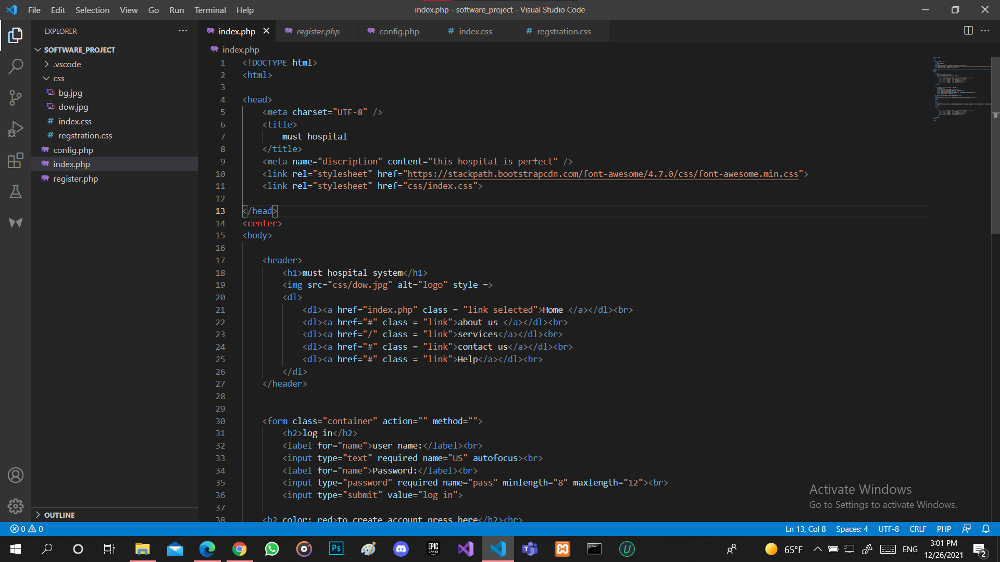 File Edit Selection View Go Run Terminal Help
index.php - software_project - Visual Studio Code
EXPLORER
SOFTWARE_PROJECT
.vscode
css
bg.jpg
dow.jpg
index.css
regstration.css
config.php
index.php
register.php
OUTLINE
index.php register.php config.php index.css regstration.css
index.php
1 <!DOCTYPE html>
2 <html>
3
4 <head>
5 <meta charset="UTF-8" />
6 <title>
7 must hospital
8 </title>
9 <meta name="discription" content="this hospital is perfect" />
10 <link rel="stylesheet" href="https://stackpath.bootstrapcdn.com/font-awesome/4.7.0/css/font-awesome.min.css">
11 <link rel="stylesheet" href="css/index.css">
12
13 </head>
14 <center>
15 <body>
16
17 <header>
18 <h1>must hospital system</h1>
19 <img src="css/dow.jpg" alt="logo" style =>
20 <dl>
21 <dl><a href="index.php" class = "link selected">Home </a></dl><br>
22 <dl><a href="#" class = "link">about us </a></dl><br>
23 <dl><a href="/" class = "link">services</a></dl><br>
24 <dl><a href="#" class = "link">contact us</a></dl><br>
25 <dl><a href="#" class = "link">Help</a></dl><br>
26 </dl>
27 </header>
28
29
30 <form class="container" action="" method="">
31 <h2>log in</h2>
32 <label for="name">user name:</label><br>
33 <input type="text" required name="US" autofocus><br>
34 <label for="name">Password:</label><br>
35 <input type="password" required name="pass" minlength="8" maxlength="12"><br>
36 <input type="submit" value="log in">
37
38 <h2 color: red>to create account press here</h2><br>
Activate Windows
Go to Settings to activate Windows.
0 0
Ln 13, Col 8 Spaces: 4 UTF-8 CRLF PHP
Ps
EPIC
GAMES
65°F
ENG
3:01 PM
12/26/2021
2